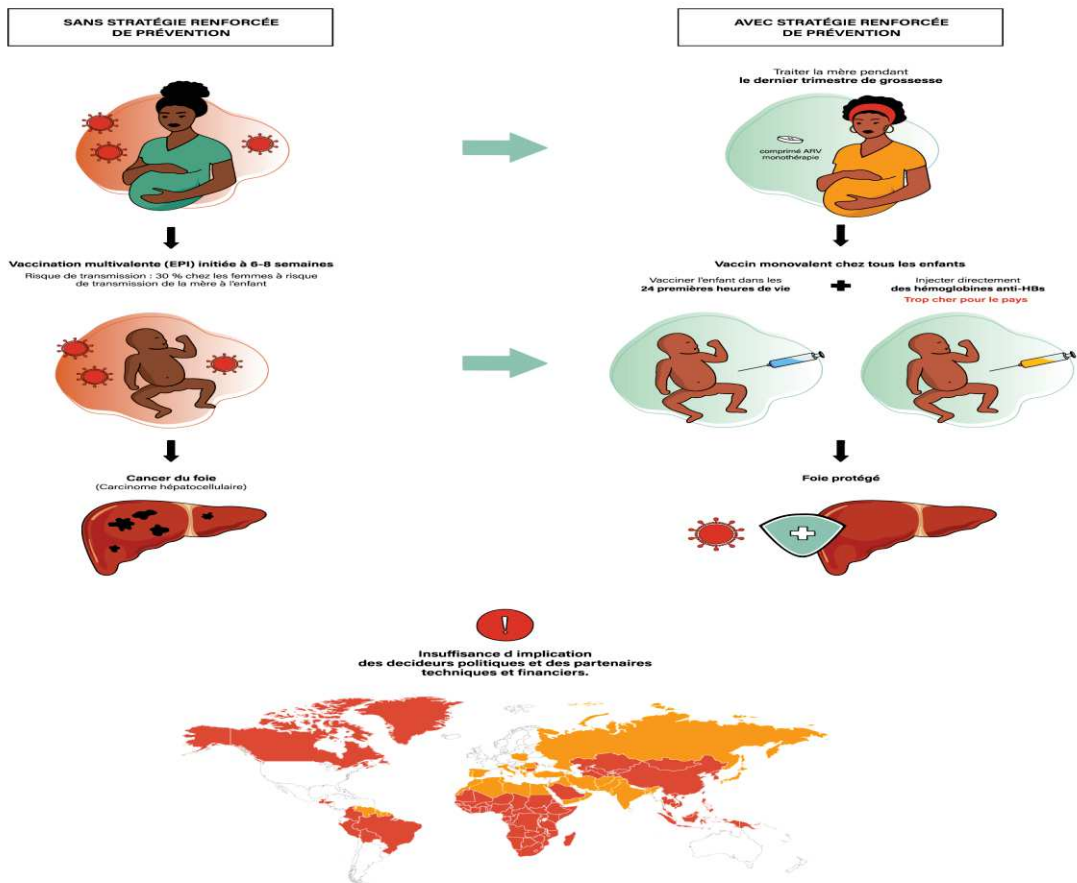 SANS STRATÉGIE RENFORCÉE
DE PRÉVENTION
AVEC STRATÉGIE RENFORCÉE
DE PRÉVENTION
Traiter la mère pendant
le dernier trimestre de grossesse
comprimé ARV
monothérapie
Vaccination multivalente (EPI) initiée à 6-8 semaines
Risque de transmission : 30 % chez les femmes à risque
de transmission de la mère à l'enfant
Vaccin monovalent chez tous les enfants
Vacciner l'enfant dans les
24 premières heures de vie
Injecter directement
des hémoglobines anti-HBs
Trop cher pour le pays
Cancer du foie
(Carcinome hépatocellulaire)
Foie protégé
!
Insuffisance d implication
des decideurs politiques et des partenaires
techniques et financiers.